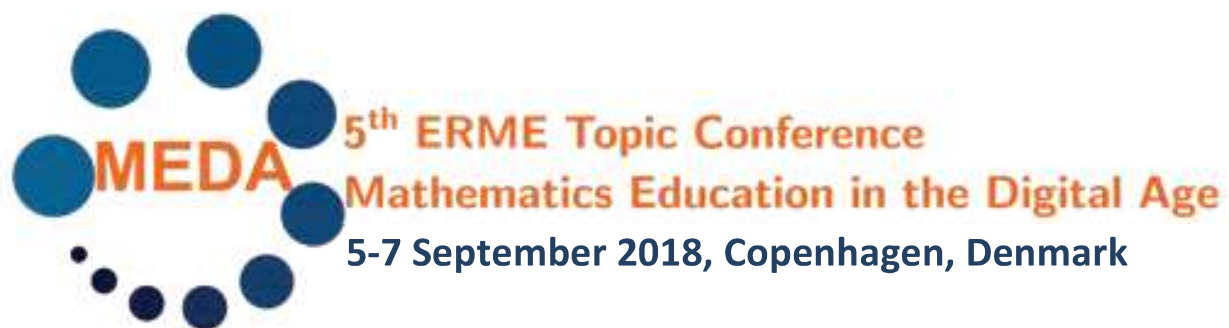 MEDA
5th ERME Topic Conference
Mathematics Education in the Digital Age
5-7 September 2018, Copenhagen, Denmark